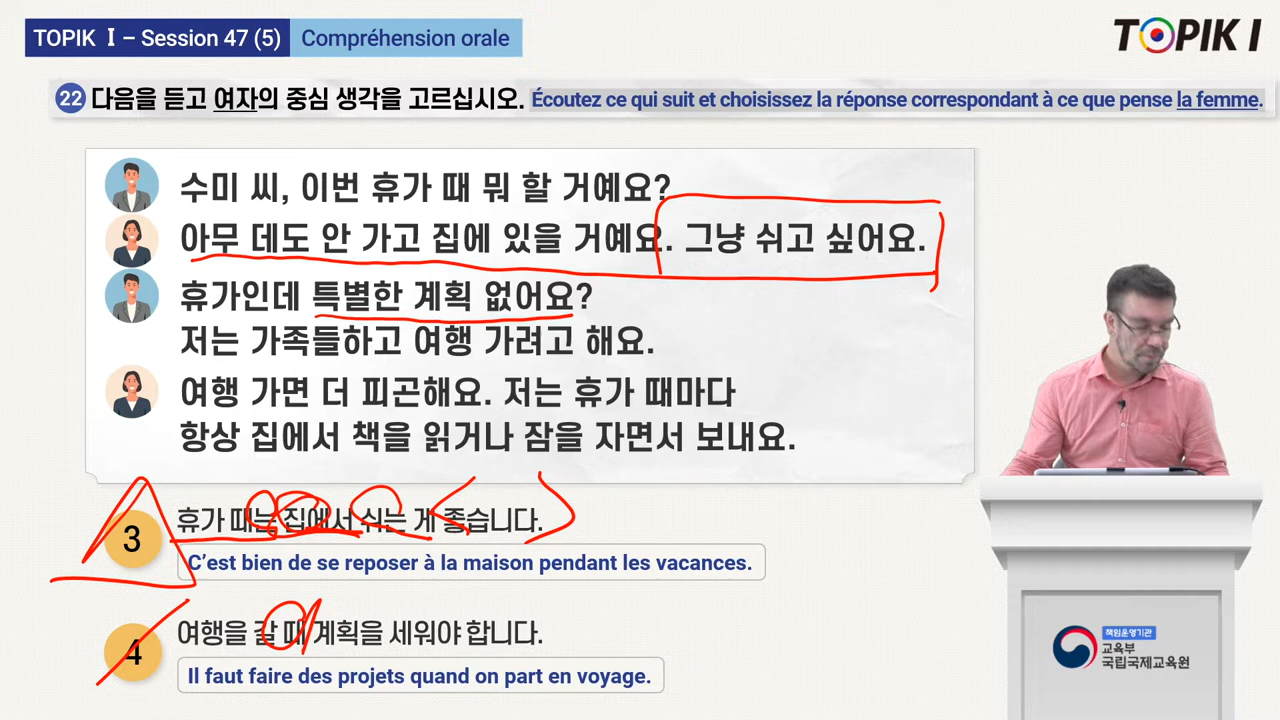 TOPIK Ⅰ – Session 47 (5) Compréhension orale
TOPIK I
22 다음을 듣고 여자의 중심 생각을 고르십시오. Écoutez ce qui suit et choisissez la réponse correspondant à ce que pense la femme.
수미 씨, 이번 휴가 때 뭐 할 거예요?
아무 데도 안 가고 집에 있을 거예요. 그냥 쉬고 싶어요.
휴가인데 특별한 계획 없어요?
저는 가족들하고 여행 가려고 해요.
여행 가면 더 피곤해요. 저는 휴가 때마다
항상 집에서 책을 읽거나 잠을 자면서 보내요.
3 휴가 때는 집에서 쉬는 게 좋습니다.
C’est bien de se reposer à la maison pendant les vacances.
4 여행을 갈 때 계획을 세워야 합니다.
Il faut faire des projets quand on part en voyage.
책임운영기관
교육부
국립국제교육원